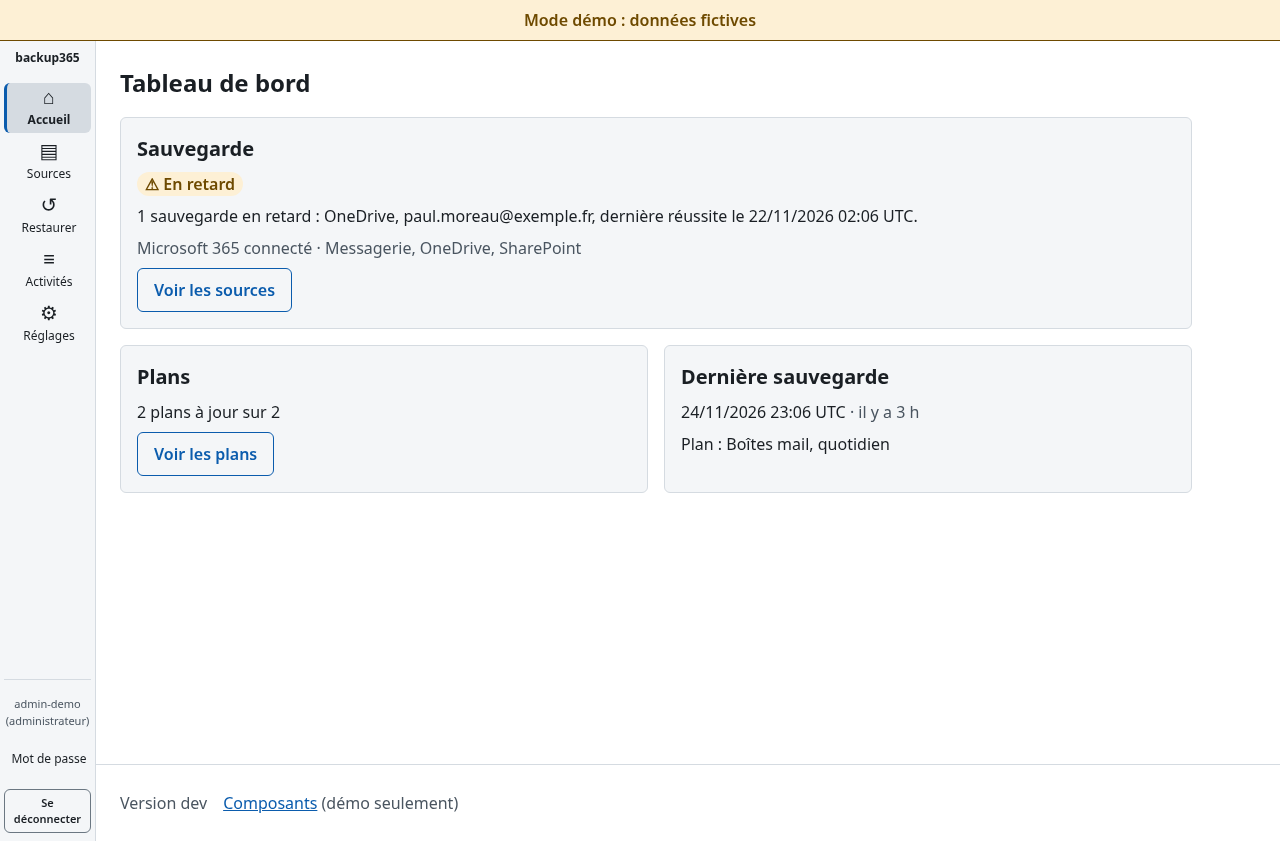 Mode démo : données fictives
backup365
Accueil
Sources
Restaurer
Activités
Réglages
admin-demo
(administrateur)
Mot de passe
Se
déconnecter
Tableau de bord
Sauvegarde
⚠ En retard
1 sauvegarde en retard : OneDrive, paul.moreau@exemple.fr, dernière réussite le 22/11/2026 02:06 UTC.
Microsoft 365 connecté · Messagerie, OneDrive, SharePoint
Voir les sources
Plans
2 plans à jour sur 2
Voir les plans
Dernière sauvegarde
24/11/2026 23:06 UTC · il y a 3 h
Plan : Boîtes mail, quotidien
Version dev Composants (démo seulement)